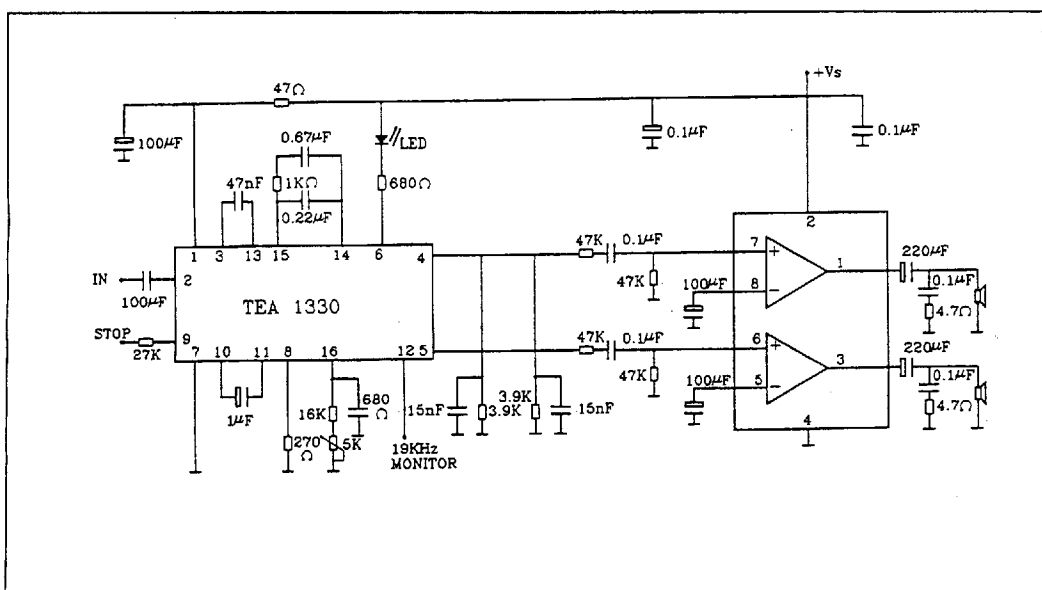 +Vs
47Ω
100µF
LED
0.1µF
0.1µF
0.67µF
1KΩ
47nF
0.22µF
680Ω
1
3
13
15
14
6
4
2
IN
100µF
TEA 1330
STOP
27K
9
7
10
11
8
16
12
5
1µF
16K
680
Ω
270
Ω
5K
19KHz
MONITOR
15nF
3.9K
3.9K
15nF
47K
0.1µF
47K
47K
0.1µF
47K
2
7
+
8
-
1
100µF
6
+
5
-
3
100µF
4
220µF
0.1µF
4.7Ω
220µF
0.1µF
4.7Ω